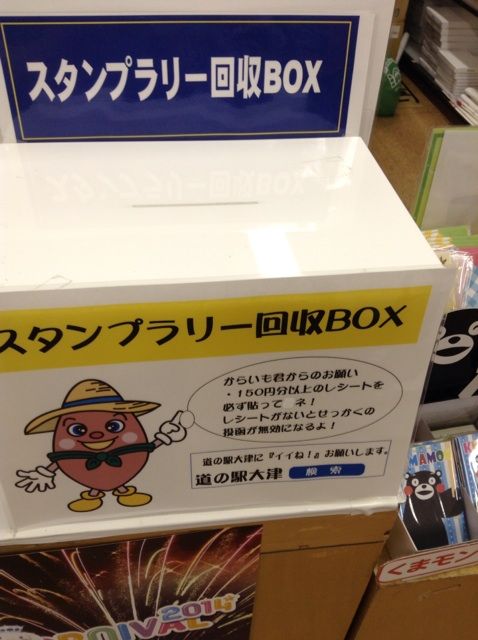 スタンプラリー回収BOX
スタンプラリー回収BOX
からいも君からのお願い
・150円分以上のレシートを
必ず貼って ネ!
レシートがないとせっかくの
投函が無効になるよ!
道の駅大津に『イイね!』お願いします。
道の駅大津 検索
MAMO
K
くまモン
RNIVAL 2014